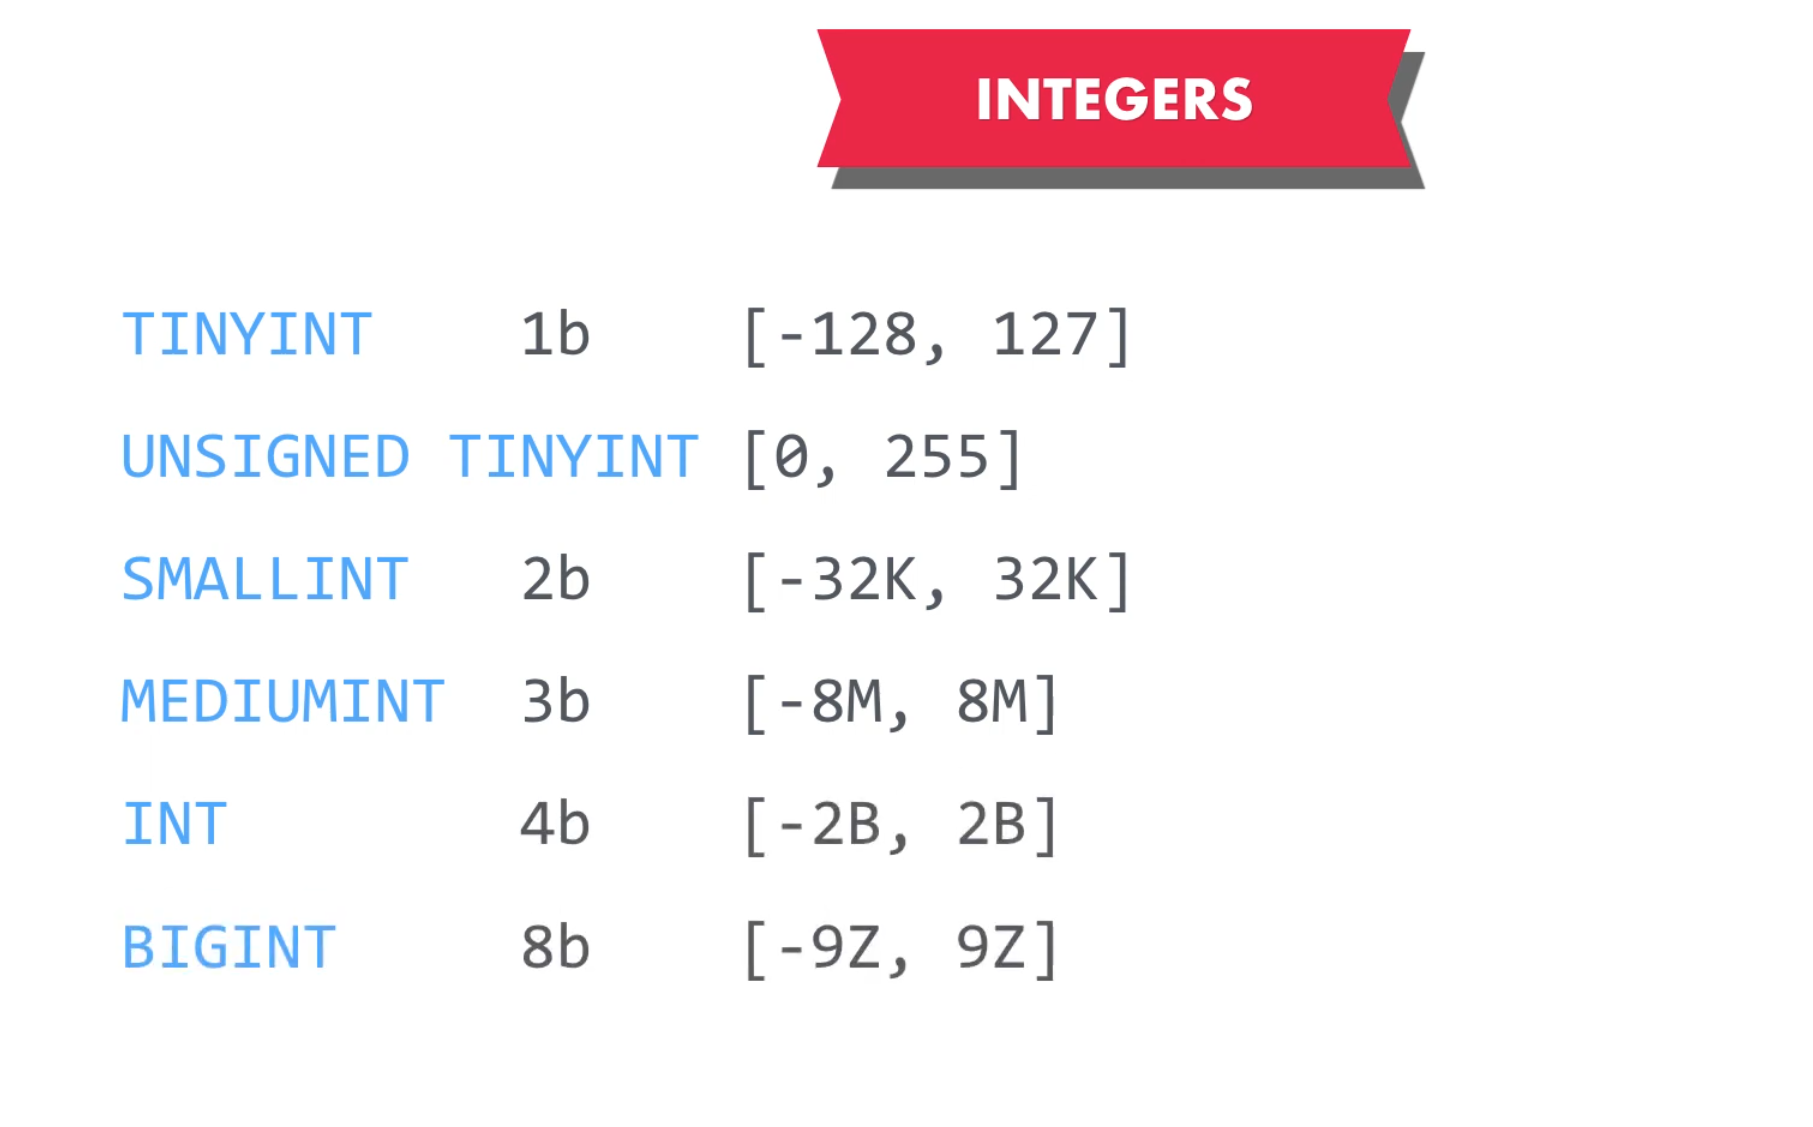 INTEGERS
TINYINT 1b [-128, 127]
UNSIGNED TINYINT [0, 255]
SMALLINT 2b [-32K, 32K]
MEDIUMINT 3b [-8M, 8M]
INT 4b [-2B, 2B]
BIGINT 8b [-9Z, 9Z]